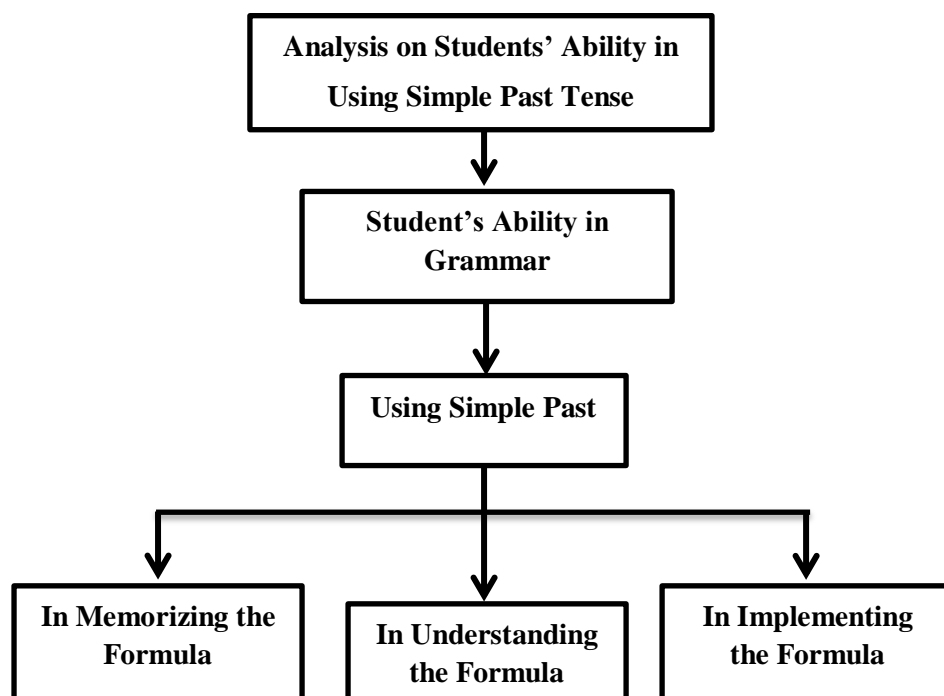 Analysis on Students’ Ability in
Using Simple Past Tense
Student’s Ability in
Grammar
Using Simple Past
In Memorizing the
Formula
In Understanding
the Formula
In Implementing
the Formula